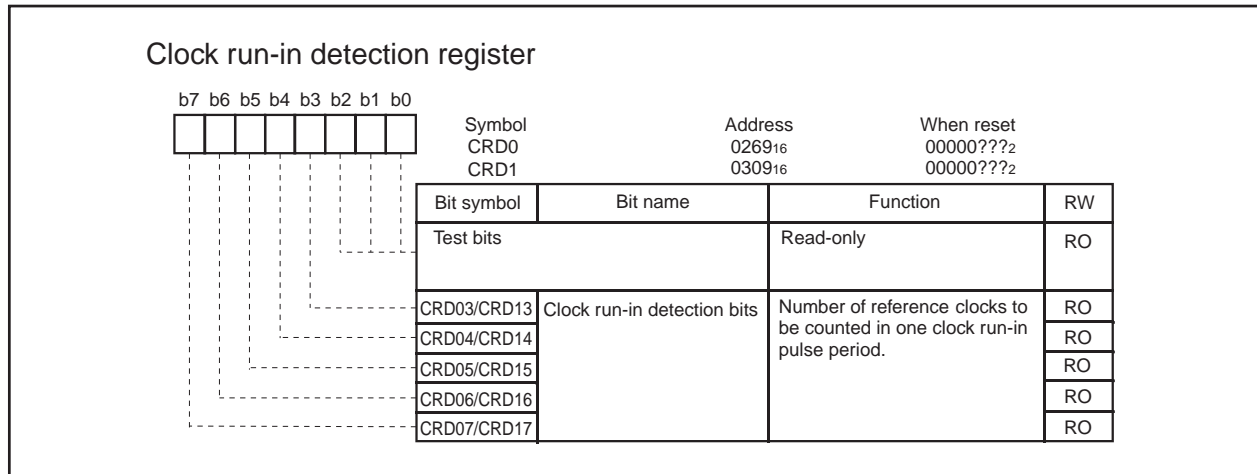 Clock run-in detection register
b7 b6 b5 b4 b3 b2 b1 b0
Symbol Address When reset
CRD0 026916 00000???2
CRD1 030916 00000???2
Bit symbol Bit name Function RW
Test bits Read-only RO
CRD03/CRD13 Clock run-in detection bits Number of reference clocks to RO
be counted in one clock run-in
CRD04/CRD14 pulse period. RO
CRD05/CRD15 RO
CRD06/CRD16 RO
CRD07/CRD17 RO